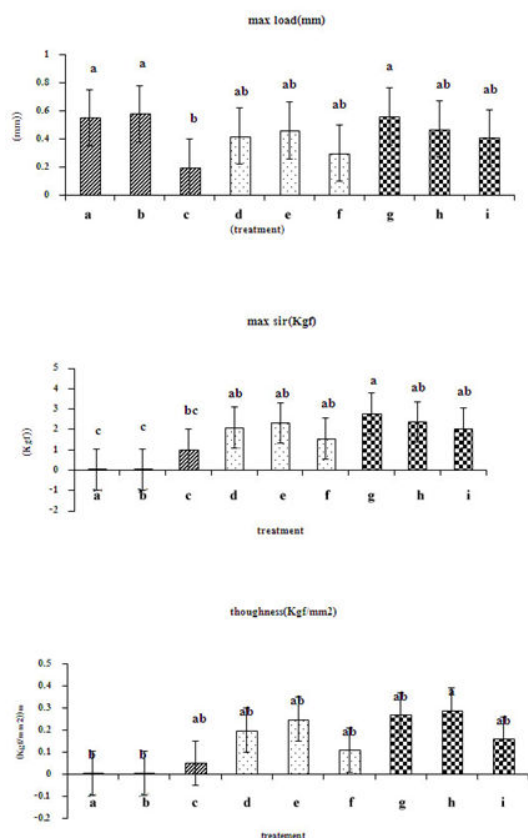 max load(mm)
1
0.8
0.6
0.4
0.2
0
(mm))
a a b ab ab ab a ab ab
a b c d e f g h i
(treatment)
max sir(Kgf)
5
4
3
2
1
0
-1
-2
(Kgf))
c c bc ab ab ab a ab ab
a b c d e f g h i
treatment
thoughness(Kgf/mm2)
0.5
0.4
0.3
0.2
0.1
0
-0.1
-0.2
b b ab ab ab ab ab a ab
a b c d e f g h i
treatement